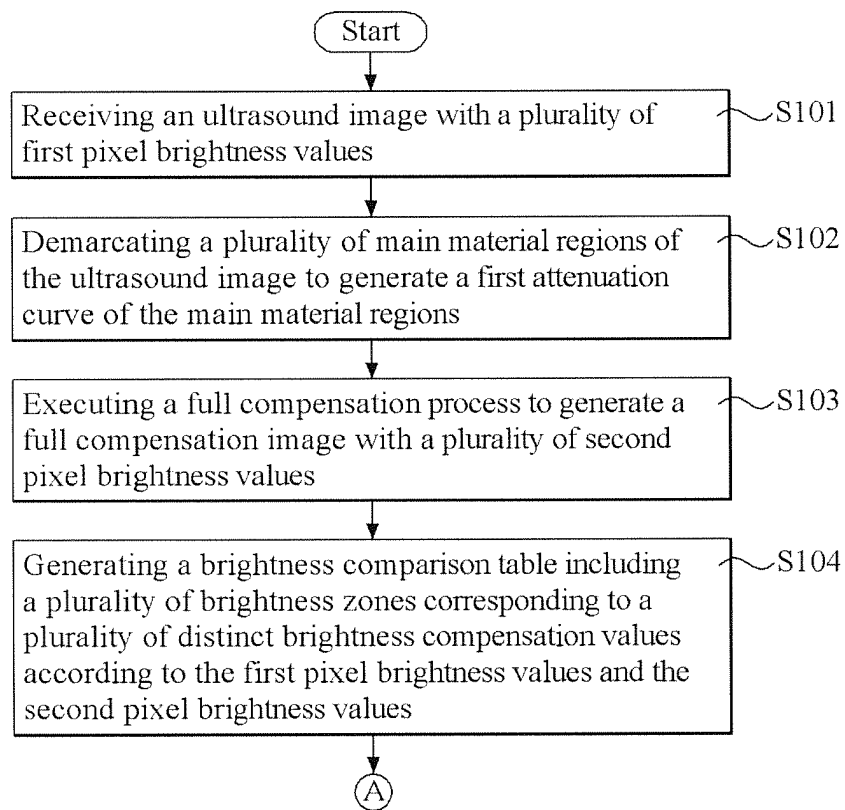 Start
Receiving an ultrasound image with a plurality of
first pixel brightness values
S101
Demarcating a plurality of main material regions of
the ultrasound image to generate a first attenuation
curve of the main material regions
S102
Executing a full compensation process to generate a
full compensation image with a plurality of second
pixel brightness values
S103
Generating a brightness comparison table including
a plurality of brightness zones corresponding to a
plurality of distinct brightness compensation values
according to the first pixel brightness values and the
second pixel brightness values
S104
A